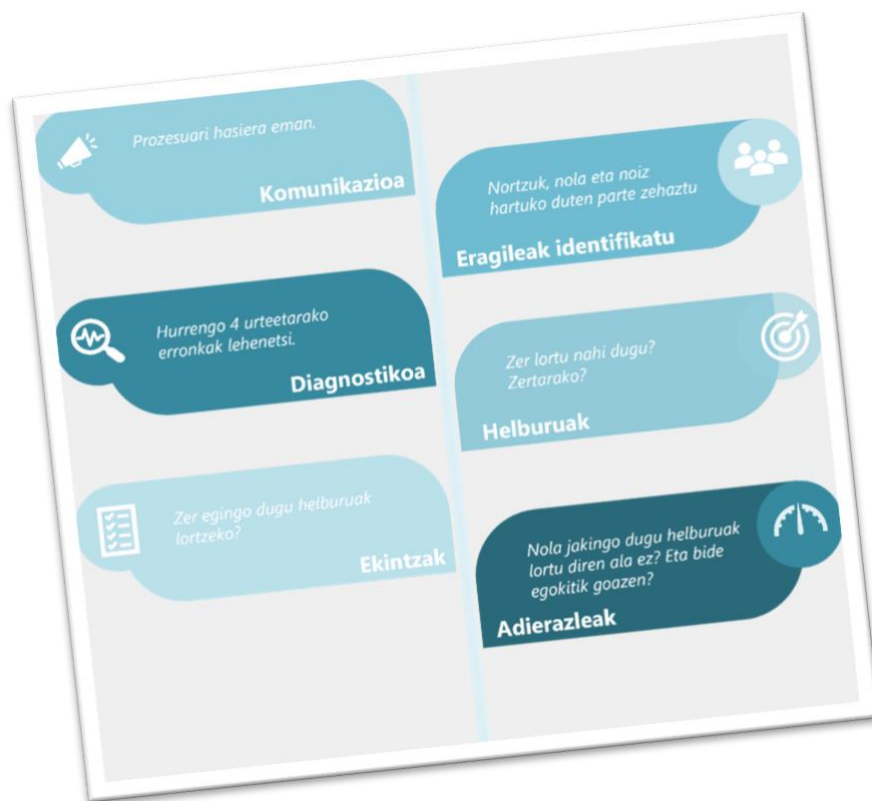 Prozesuari hasiera eman.
Komunikazioa
Nortzuk, nola eta noiz
hartuko duten parte zehaztu
Eragileak identifikatu
Hurrengo 4 urteetarako
erronkak lehenetsi.
Diagnostikoa
Zer lortu nahi dugu?
Zertarako?
Helburuak
Zer egingo dugu helburuak
lortzeko?
Ekintzak
Nola jakingo dugu helburuak
lortu diren ala ez? Eta bide
egokitik goazen?
Adierazleak